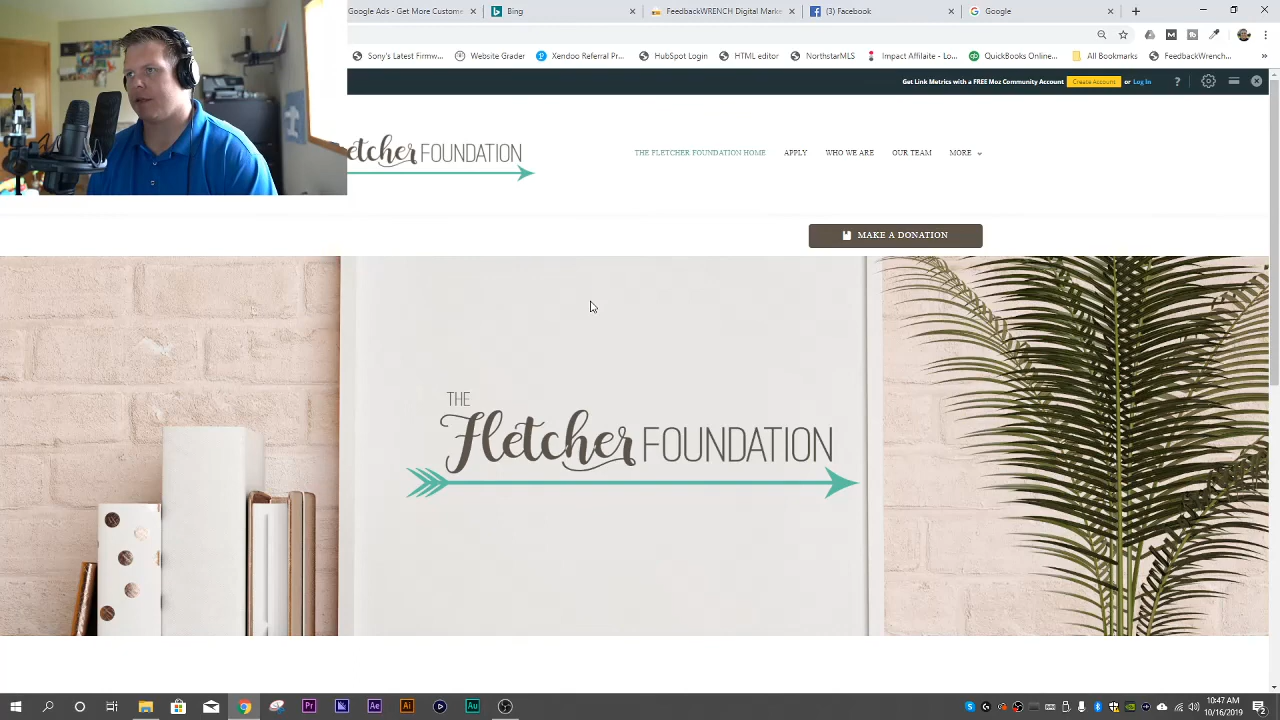 Google Ads - Get More Custome
Bing
FeedbackWRENCH Digital Marke
(3) Facebook
Google
Sony's Latest Firmw...
Website Grader
Xendoo Referral Pr...
HubSpot Login
HTML editor
NorthstarMLS
Impact Affilaite - Lo...
QuickBooks Online...
All Bookmarks
FeedbackWrench...
Get Link Metrics with a FREE Moz Community Account Create Account or Log In
etcher FOUNDATION
THE FLETCHER FOUNDATION HOME APPLY WHO WE ARE OUR TEAM MORE
MAKE A DONATION
THE
Fletcher FOUNDATION
10:47 AM
10/16/2019